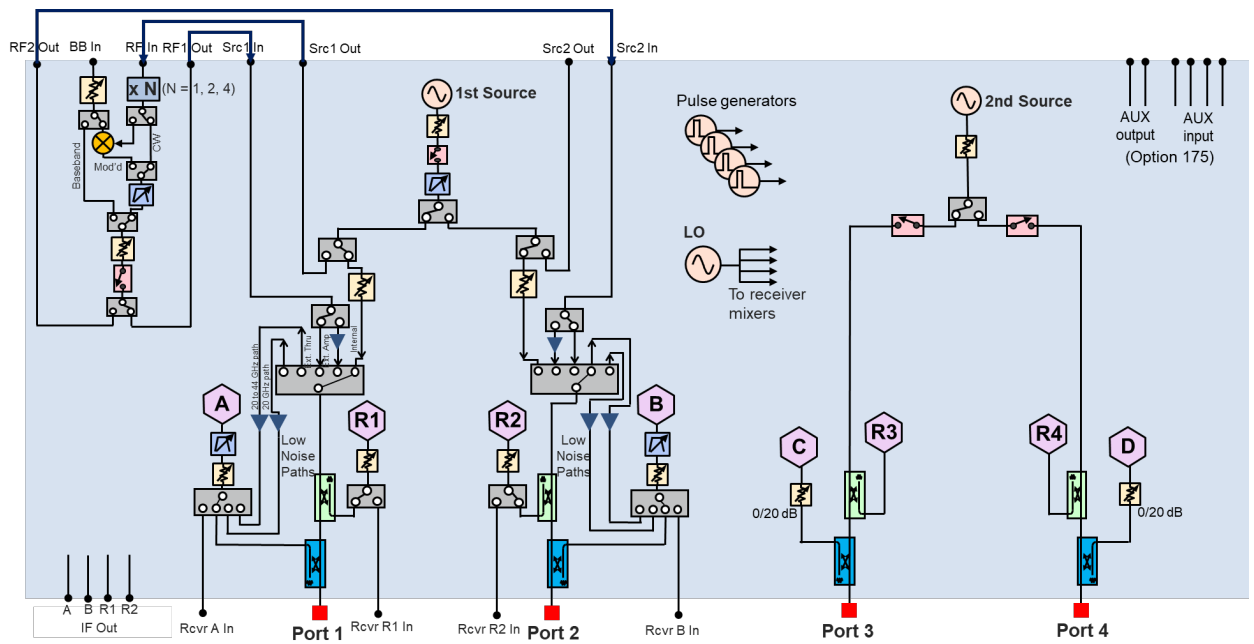 RF2 Out
BB In
RF In
RF1 Out
Src1 In
Src1 Out
Src2 Out
Src2 In
x N
(N = 1, 2, 4)
1st Source
Pulse generators
2nd Source
AUX
output
AUX
input
(Option 175)
Baseband
Mod'd
CW
LO
To receiver
mixers
20 to 44 GHz path
20 GHz path
Ext. Thru
Ext. Amp
Internal
A
R1
R2
B
C
R3
R4
D
Low
Noise
Paths
Low
Noise
Paths
0/20 dB
0/20 dB
A
B
R1
R2
IF Out
Rcvr A In
Port 1
Rcvr R1 In
Rcvr R2 In
Port 2
Rcvr B In
Port 3
Port 4